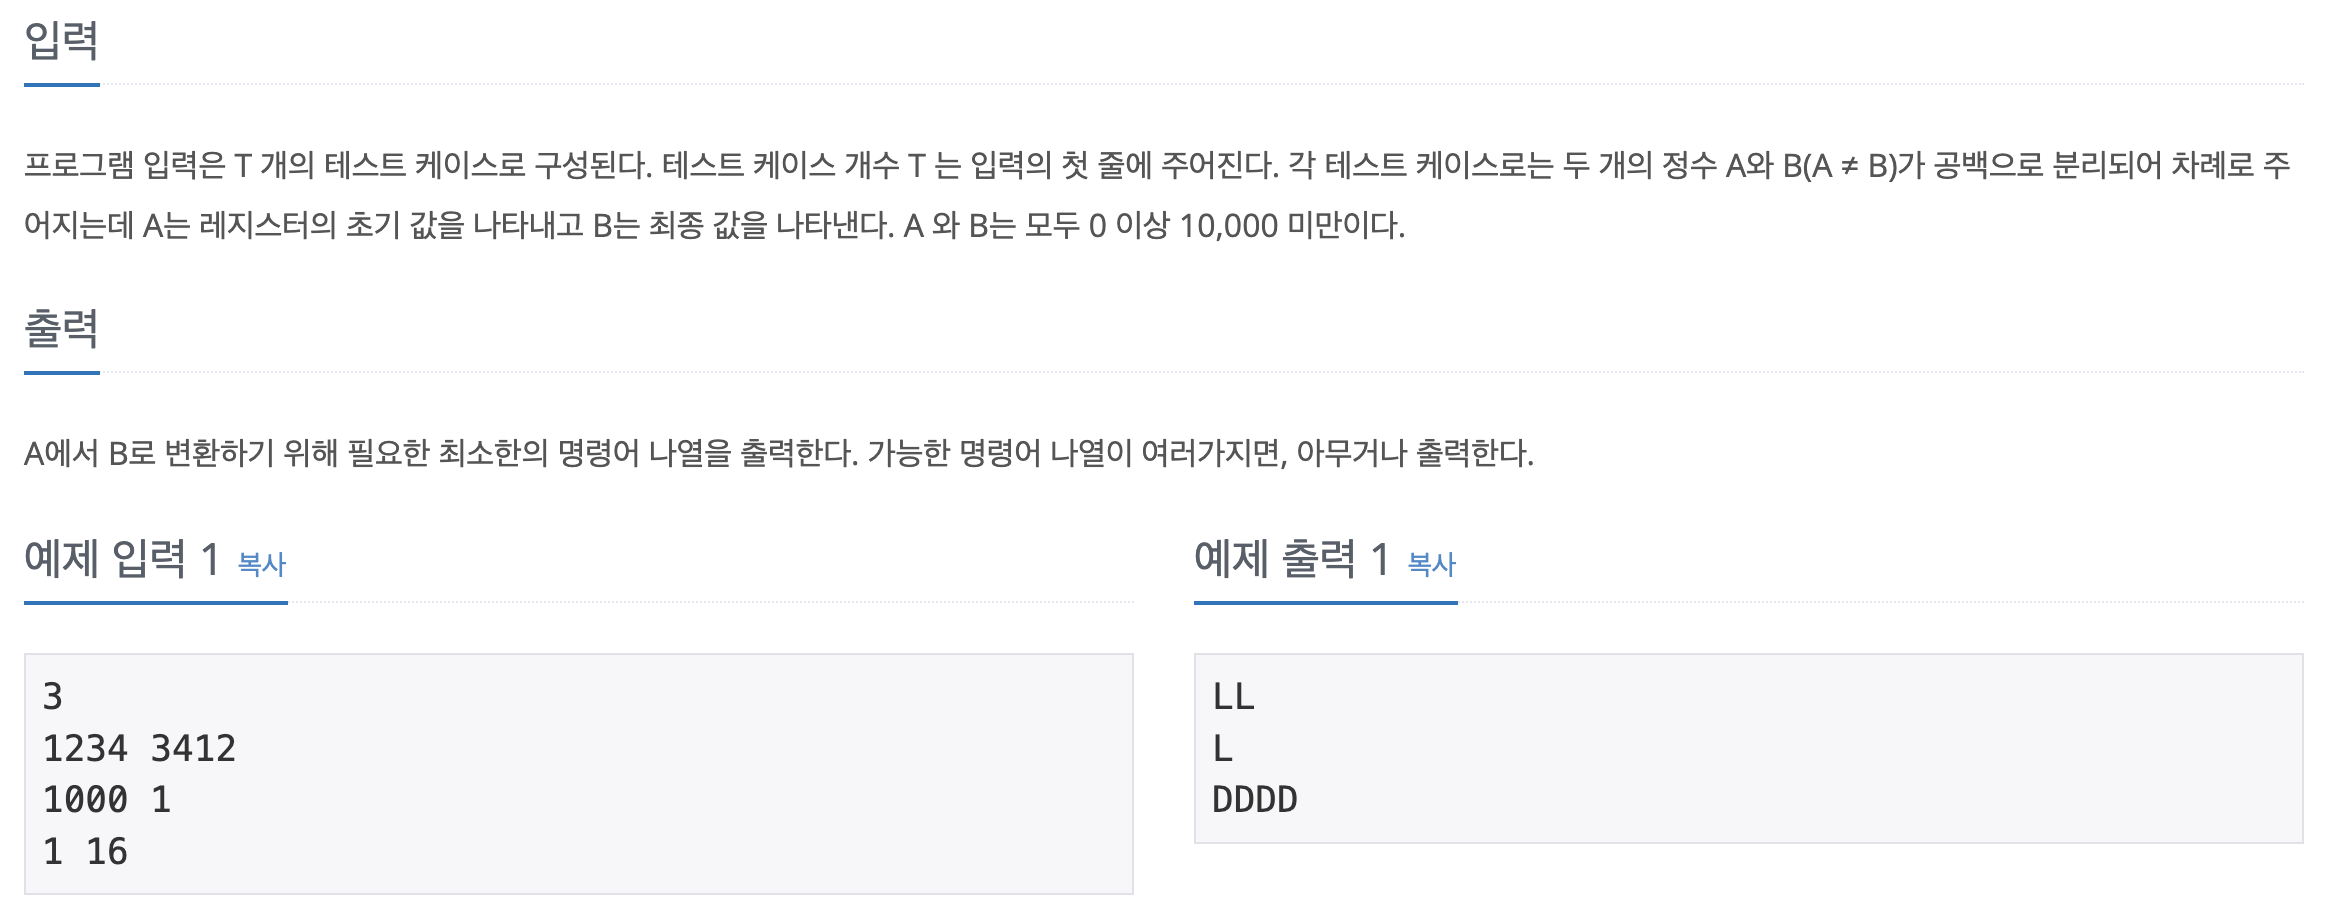 입력
프로그램 입력은 T 개의 테스트 케이스로 구성된다. 테스트 케이스 개수 T 는 입력의 첫 줄에 주어진다. 각 테스트 케이스로는 두 개의 정수 A와 B(A ≠ B)가 공백으로 분리되어 차례로 주
어지는데 A는 레지스터의 초기 값을 나타내고 B는 최종 값을 나타낸다. A 와 B는 모두 0 이상 10,000 미만이다.
출력
A에서 B로 변환하기 위해 필요한 최소한의 명령어 나열을 출력한다. 가능한 명령어 나열이 여러가지면, 아무거나 출력한다.
예제 입력 1 복사
3
1234 3412
1000 1
1 16
예제 출력 1 복사
LL
L
DDDD